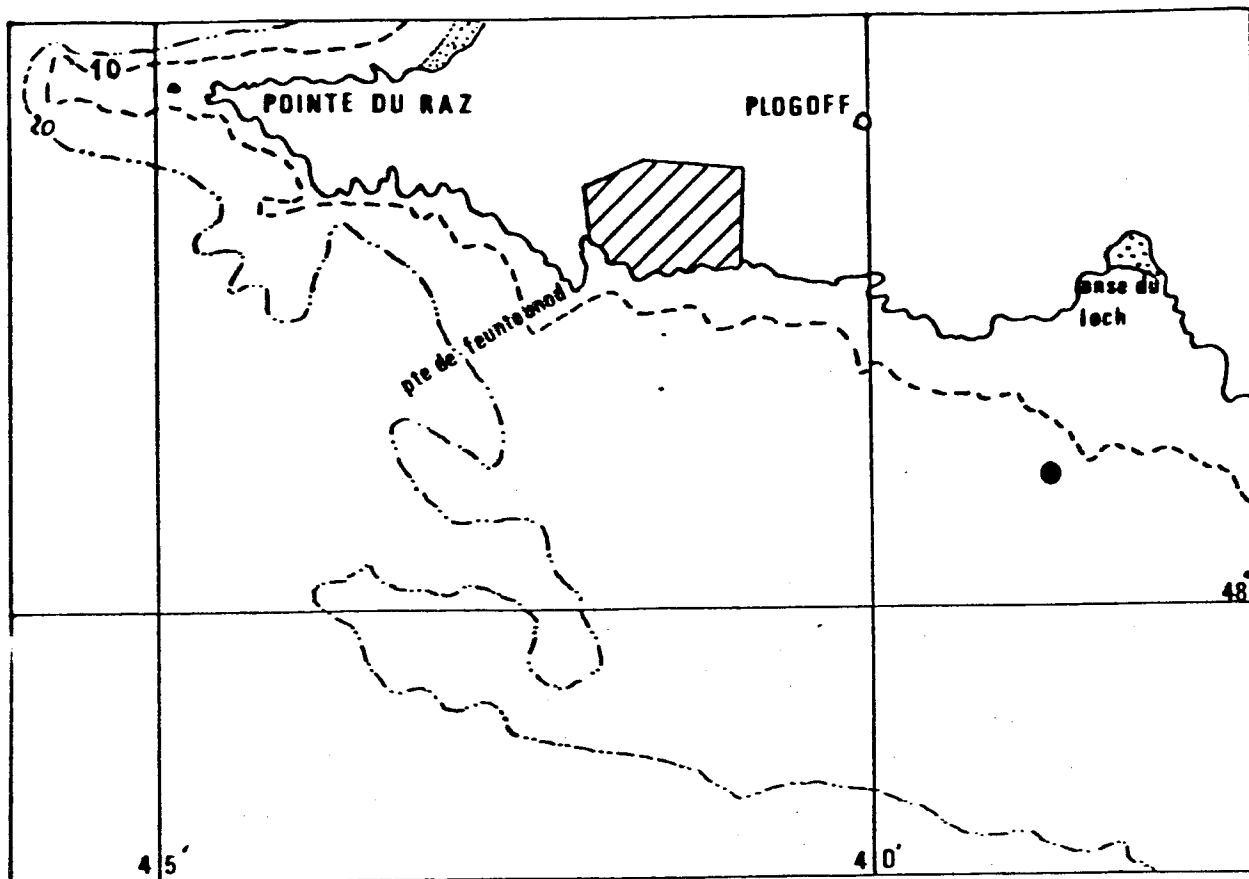 10
20
POINTE DU RAZ
PLOGOFF
pte de feunteunod
anse du
loch
48°
4 5'
4 0'